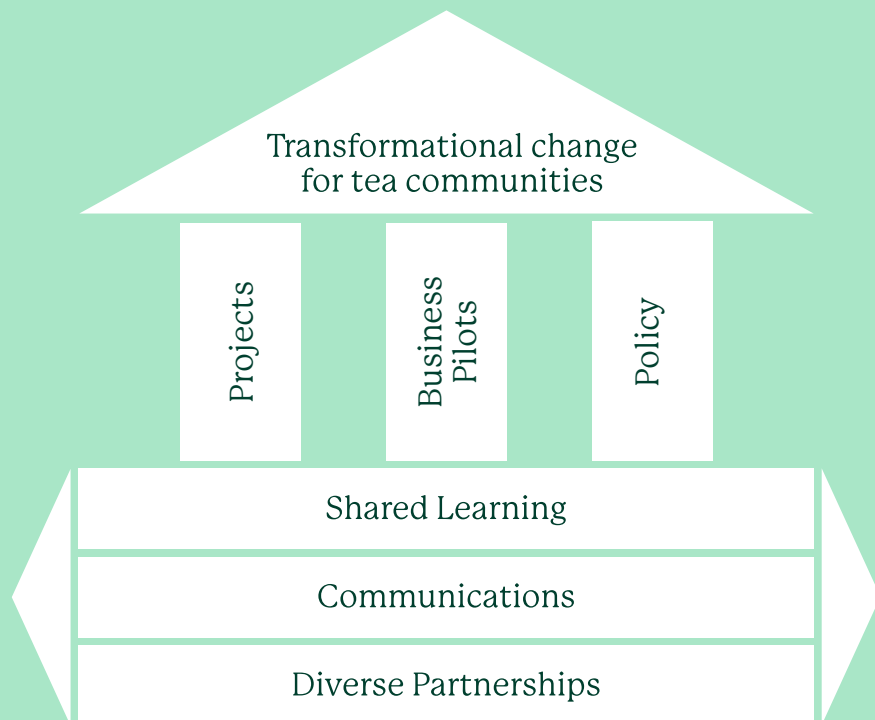 Transformational change
for tea communities
Projects
Business
Pilots
Policy
Shared Learning
Communications
Diverse Partnerships